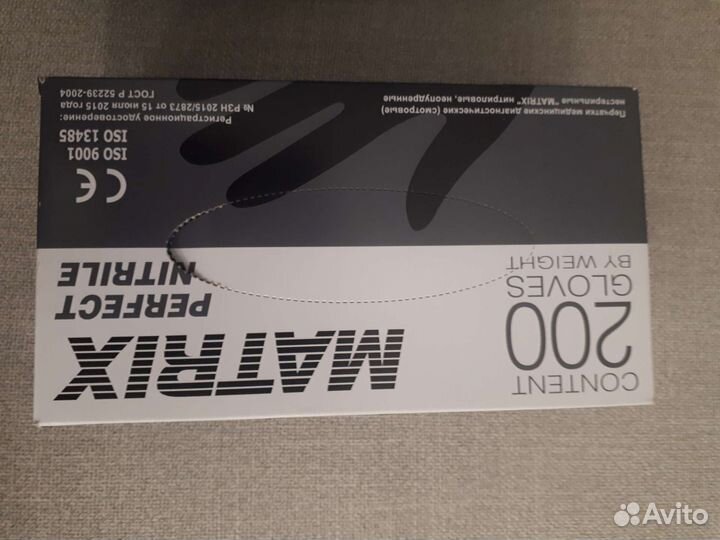 CONTENT
200
GLOVES
BY WEIGHT
MATRIX
PERFECT
NITRILE
CE
ISO 9001
ISO 13485
Перчатки медицинские диагностические (смотровые)
нестерильные "MATRIX" нитриловые, неопудренные
Регистрационное удостоверение:
№ РЗН 2015/2873 от 15 июля 2015 года
ГОСТ Р 52239-2004
Avito